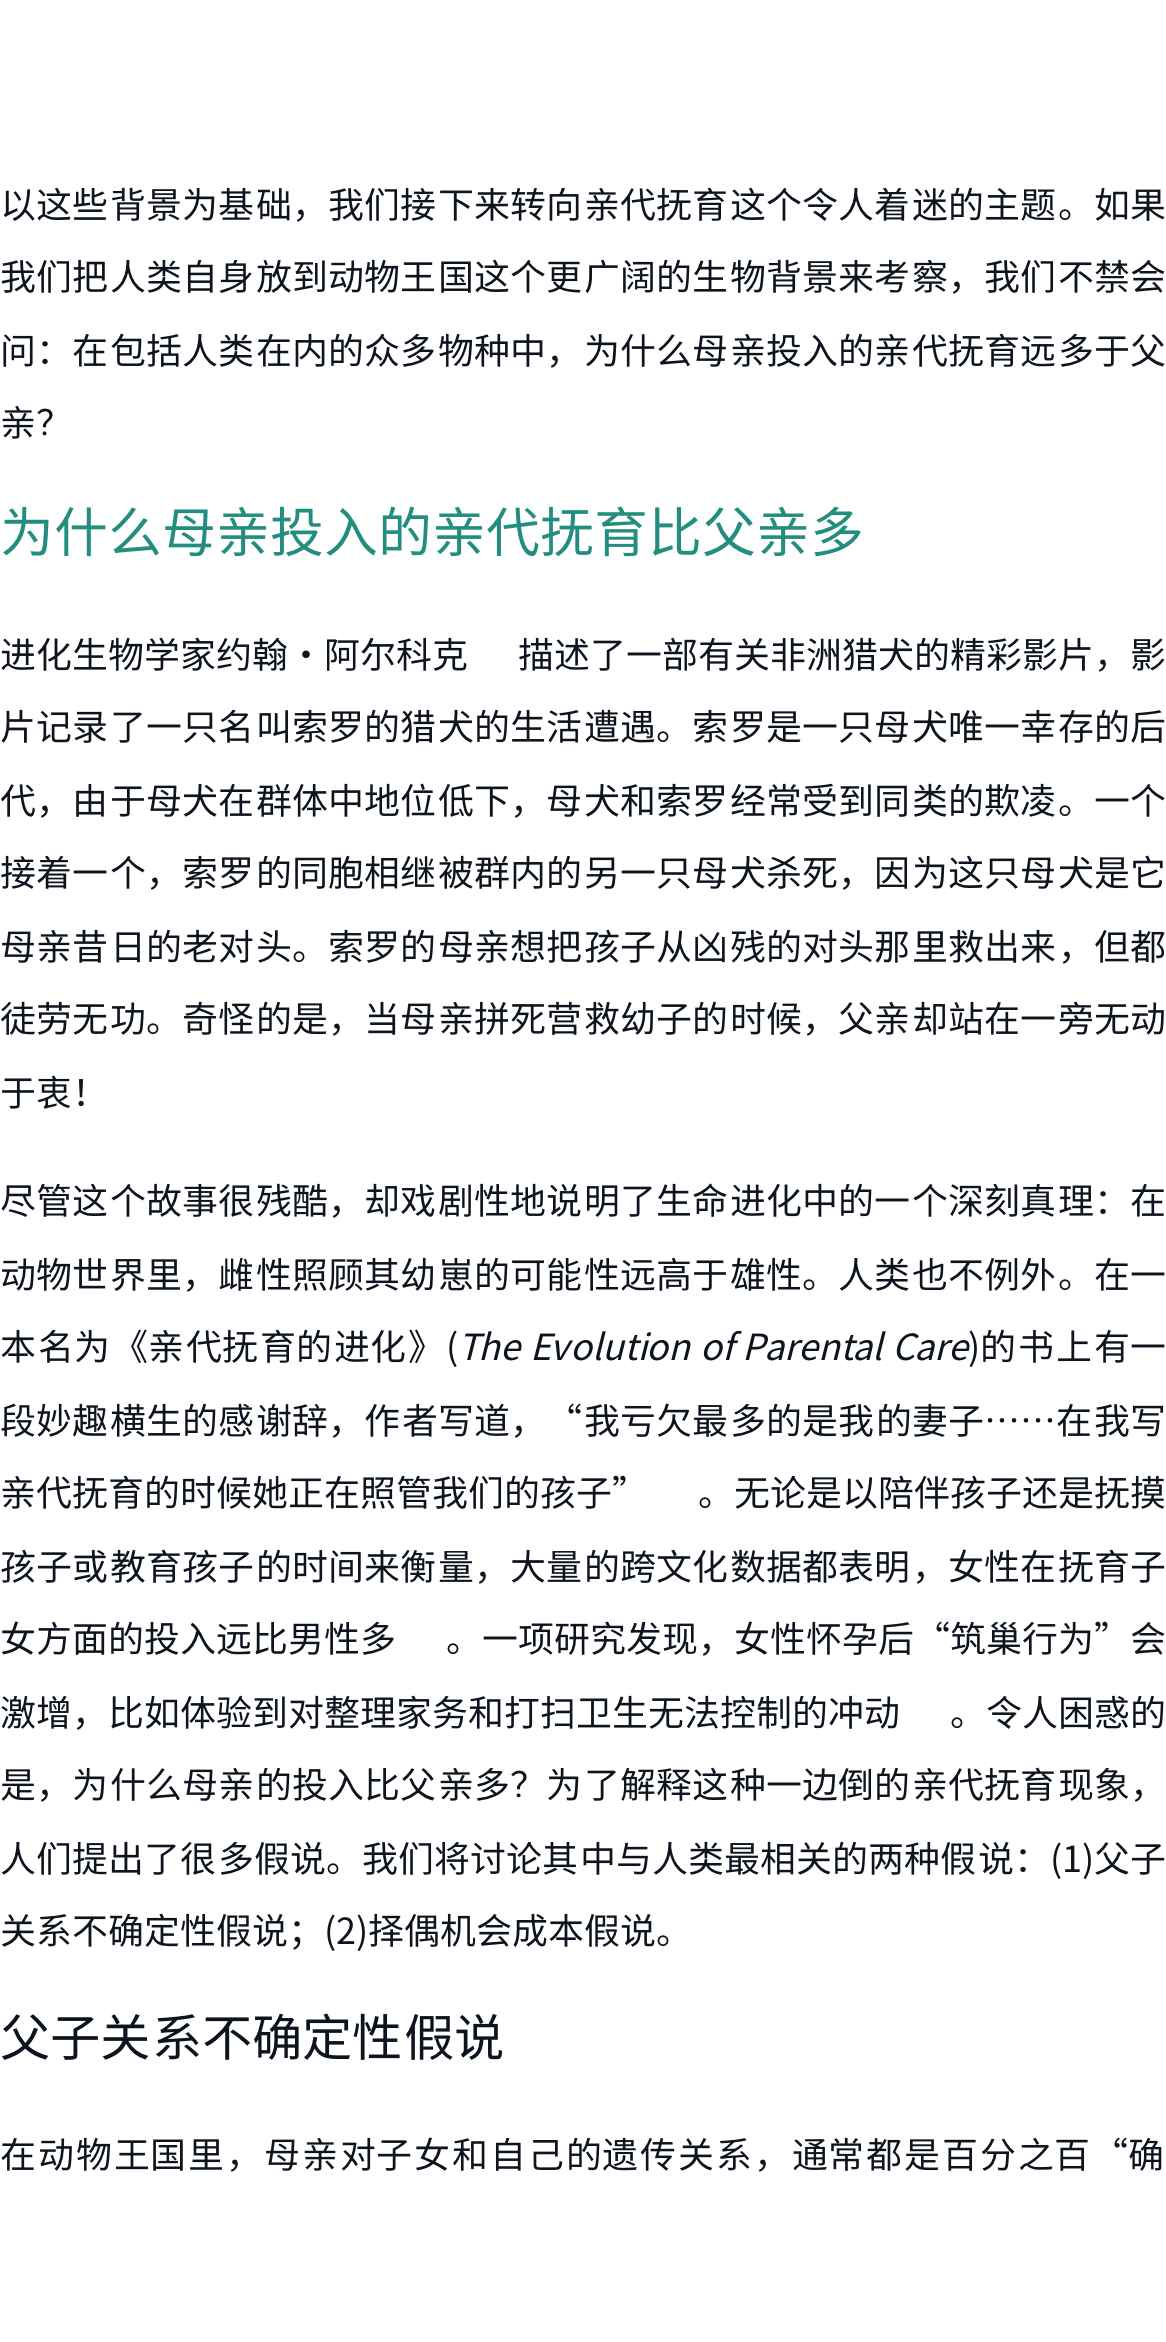 以这些背景为基础，我们接下来转向亲代抚育这个令人着迷的主题。如果
我们把人类自身放到动物王国这个更广阔的生物背景来考察，我们不禁会
问：在包括人类在内的众多物种中，为什么母亲投入的亲代抚育远多于父
亲？
为什么母亲投入的亲代抚育比父亲多
进化生物学家约翰·阿尔科克 描述了一部有关非洲猎犬的精彩影片，影
片记录了一只名叫索罗的猎犬的生活遭遇。索罗是一只母犬唯一幸存的后
代，由于母犬在群体中地位低下，母犬和索罗经常受到同类的欺凌。一个
接着一个，索罗的同胞相继被群内的另一只母犬杀死，因为这只母犬是它
母亲昔日的老对头。索罗的母亲想把孩子从凶残的对头那里救出来，但都
徒劳无功。奇怪的是，当母亲拼死营救幼子的时候，父亲却站在一旁无动
于衷！
尽管这个故事很残酷，却戏剧性地说明了生命进化中的一个深刻真理：在
动物世界里，雌性照顾其幼崽的可能性远高于雄性。人类也不例外。在一
本名为《亲代抚育的进化》(The Evolution of Parental Care)的书上有一
段妙趣横生的感谢辞，作者写道，“我亏欠最多的是我的妻子……在我写
亲代抚育的时候她正在照管我们的孩子” 。无论是以陪伴孩子还是抚摸
孩子或教育孩子的时间来衡量，大量的跨文化数据都表明，女性在抚育子
女方面的投入远比男性多 。一项研究发现，女性怀孕后“筑巢行为”会
激增，比如体验到对整理家务和打扫卫生无法控制的冲动 。令人困惑的
是，为什么母亲的投入比父亲多？为了解释这种一边倒的亲代抚育现象，
人们提出了很多假说。我们将讨论其中与人类最相关的两种假说：(1)父子
关系不确定性假说；(2)择偶机会成本假说。
父子关系不确定性假说
在动物王国里，母亲对子女和自己的遗传关系，通常都是百分之百“确